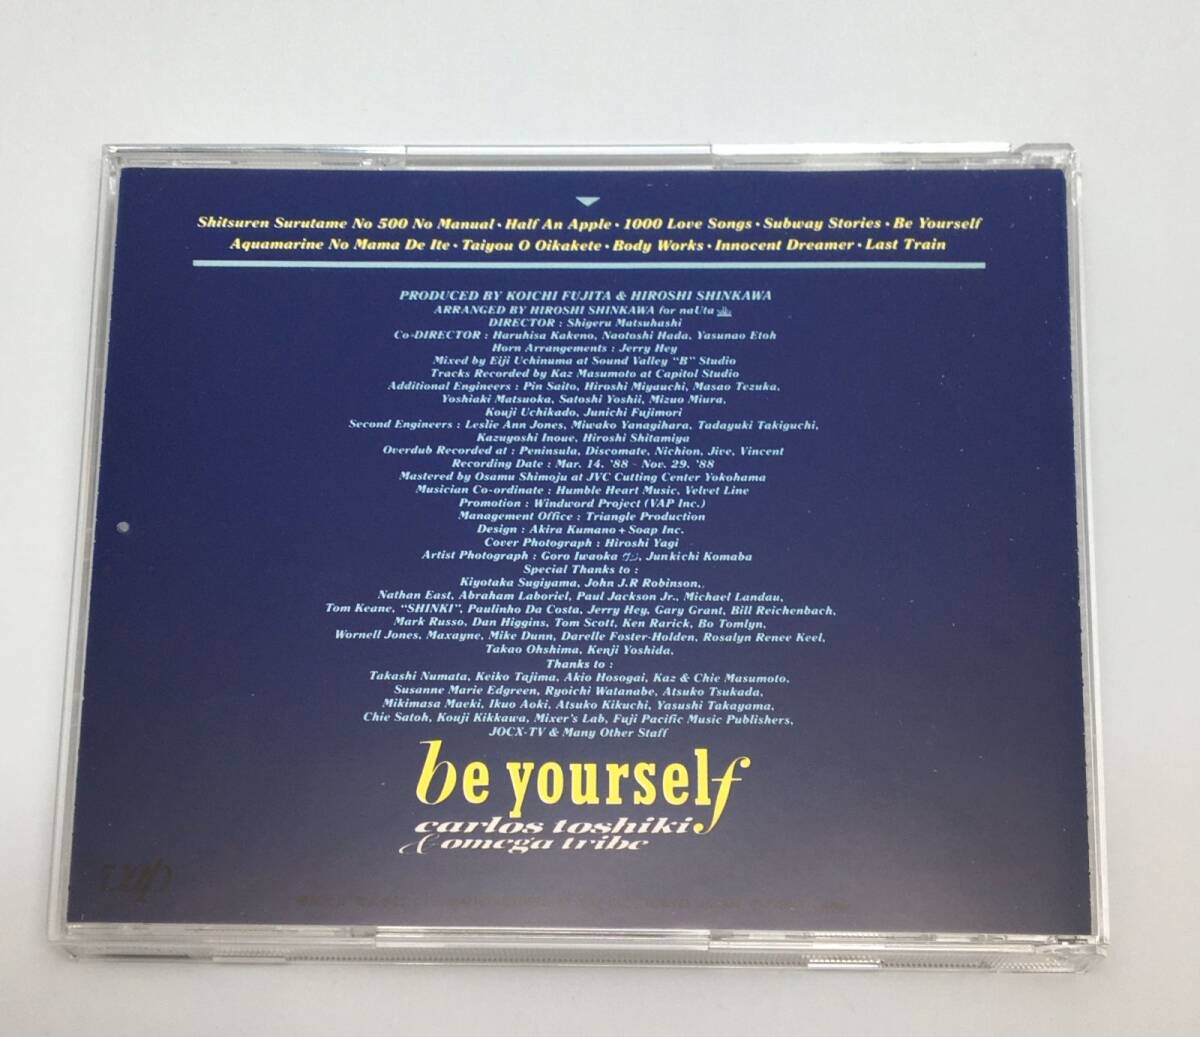 Shitsuren Surutame No 500 No Manual • Half An Apple • 1000 Love Songs • Subway Stories • Be Yourself
Aquamarine No Mama De Ite • Taiyou O Oikakete • Body Works • Innocent Dreamer • Last Train
PRODUCED BY KOICHI FUJITA & HIROSHI SHINKAWA
ARRANGED BY HIROSHI SHINKAWA for naUta
DIRECTOR : Shigeru Matsuhashi
Co-DIRECTOR : Haruhisa Kakeno, Naotoshi Hada, Yasunao Etoh
Horn Arrangements : Jerry Hey
Mixed by Eiji Uchinuma at Sound Valley "B" Studio
Tracks Recorded by Kaz Masumoto at Capitol Studio
Additional Engineers : Pin Saito, Hiroshi Miyauchi, Masao Tezuka,
Yoshiaki Matsuoka, Satoshi Yoshii, Mizuo Miura,
Kouji Uchikado, Junichi Fujimori
Second Engineers : Leslie Ann Jones, Miwako Yanagihara, Tadayuki Takiguchi,
Kazuyoshi Inoue, Hiroshi Shitamiya
Overdub Recorded at : Peninsula, Discomate, Nichion, Jive, Vincent
Recording Date : Mar. 14. '88 - Nov. 29. '88
Mastered by Osamu Shimoju at JVC Cutting Center Yokohama
Musician Co-ordinate : Humble Heart Music, Velvet Line
Promotion : Windword Project (VAP Inc.)
Management Office : Triangle Production
Design : Akira Kumano + Soap Inc.
Cover Photograph : Hiroshi Yagi
Artist Photograph : Goro Iwaoka サン, Junkichi Komaba
Special Thanks to :
Kiyotaka Sugiyama, John J.R Robinson,
Nathan East, Abraham Laboriel, Paul Jackson Jr., Michael Landau,
Tom Keane, "SHINKI", Paulinho Da Costa, Jerry Hey, Gary Grant, Bill Reichenbach,
Mark Russo, Dan Higgins, Tom Scott, Ken Rarick, Bo Tomlyn,
Wornell Jones, Maxayne, Mike Dunn, Darelle Foster-Holden, Rosalyn Renee Keel,
Takao Ohshima, Kenji Yoshida,
Thanks to :
Takashi Numata, Keiko Tajima, Akio Hosogai, Kaz & Chie Masumoto,
Susanne Marie Edgreen, Ryoichi Watanabe, Atsuko Tsukada,
Mikimasa Maeki, Ikuo Aoki, Atsuko Kikuchi, Yasushi Takayama,
Chie Satoh, Kouji Kikkawa, Mixer's Lab, Fuji Pacific Music Publishers,
JOCX-TV & Many Other Staff
be yourself
carlos toshiki
& omega tribe
vap